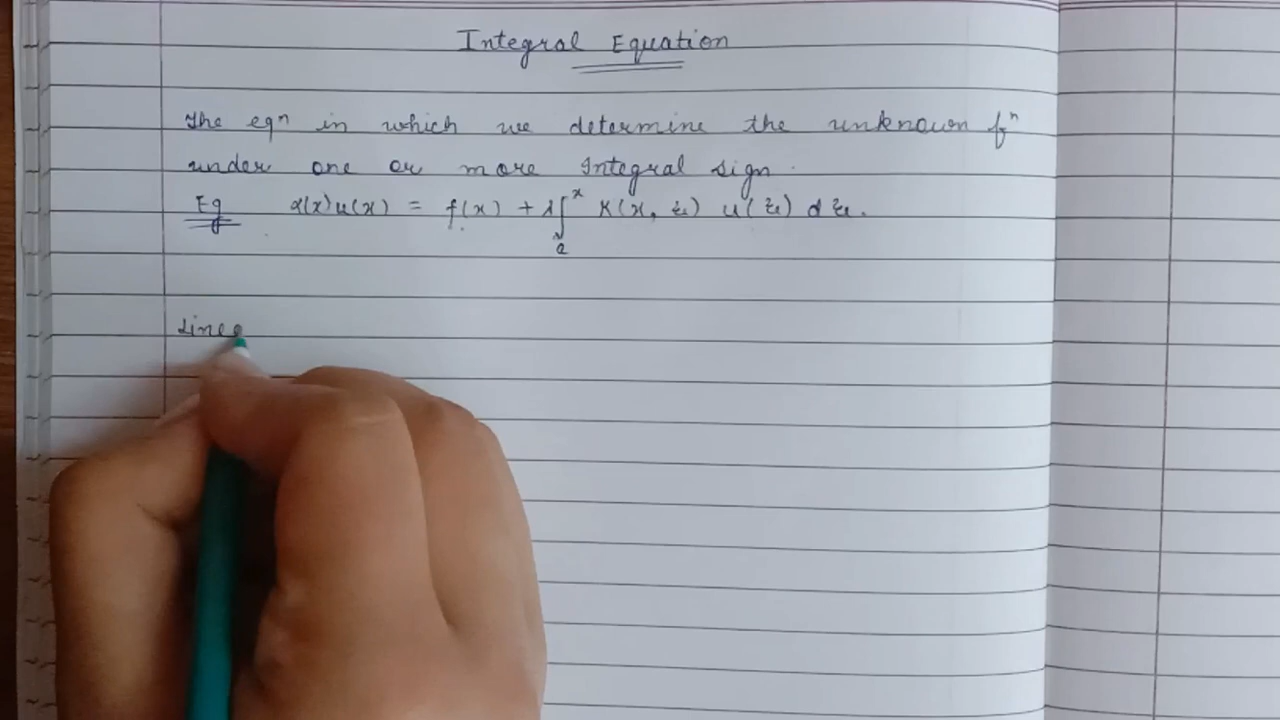 Integral Equation
The eqⁿ in which we determine the unknown fⁿ
under one or more Integral sign.
Eg α(x)u(x) = f(x) + λ∫ₐˣ K(x, ξ) u(ξ) dξ.
Linea